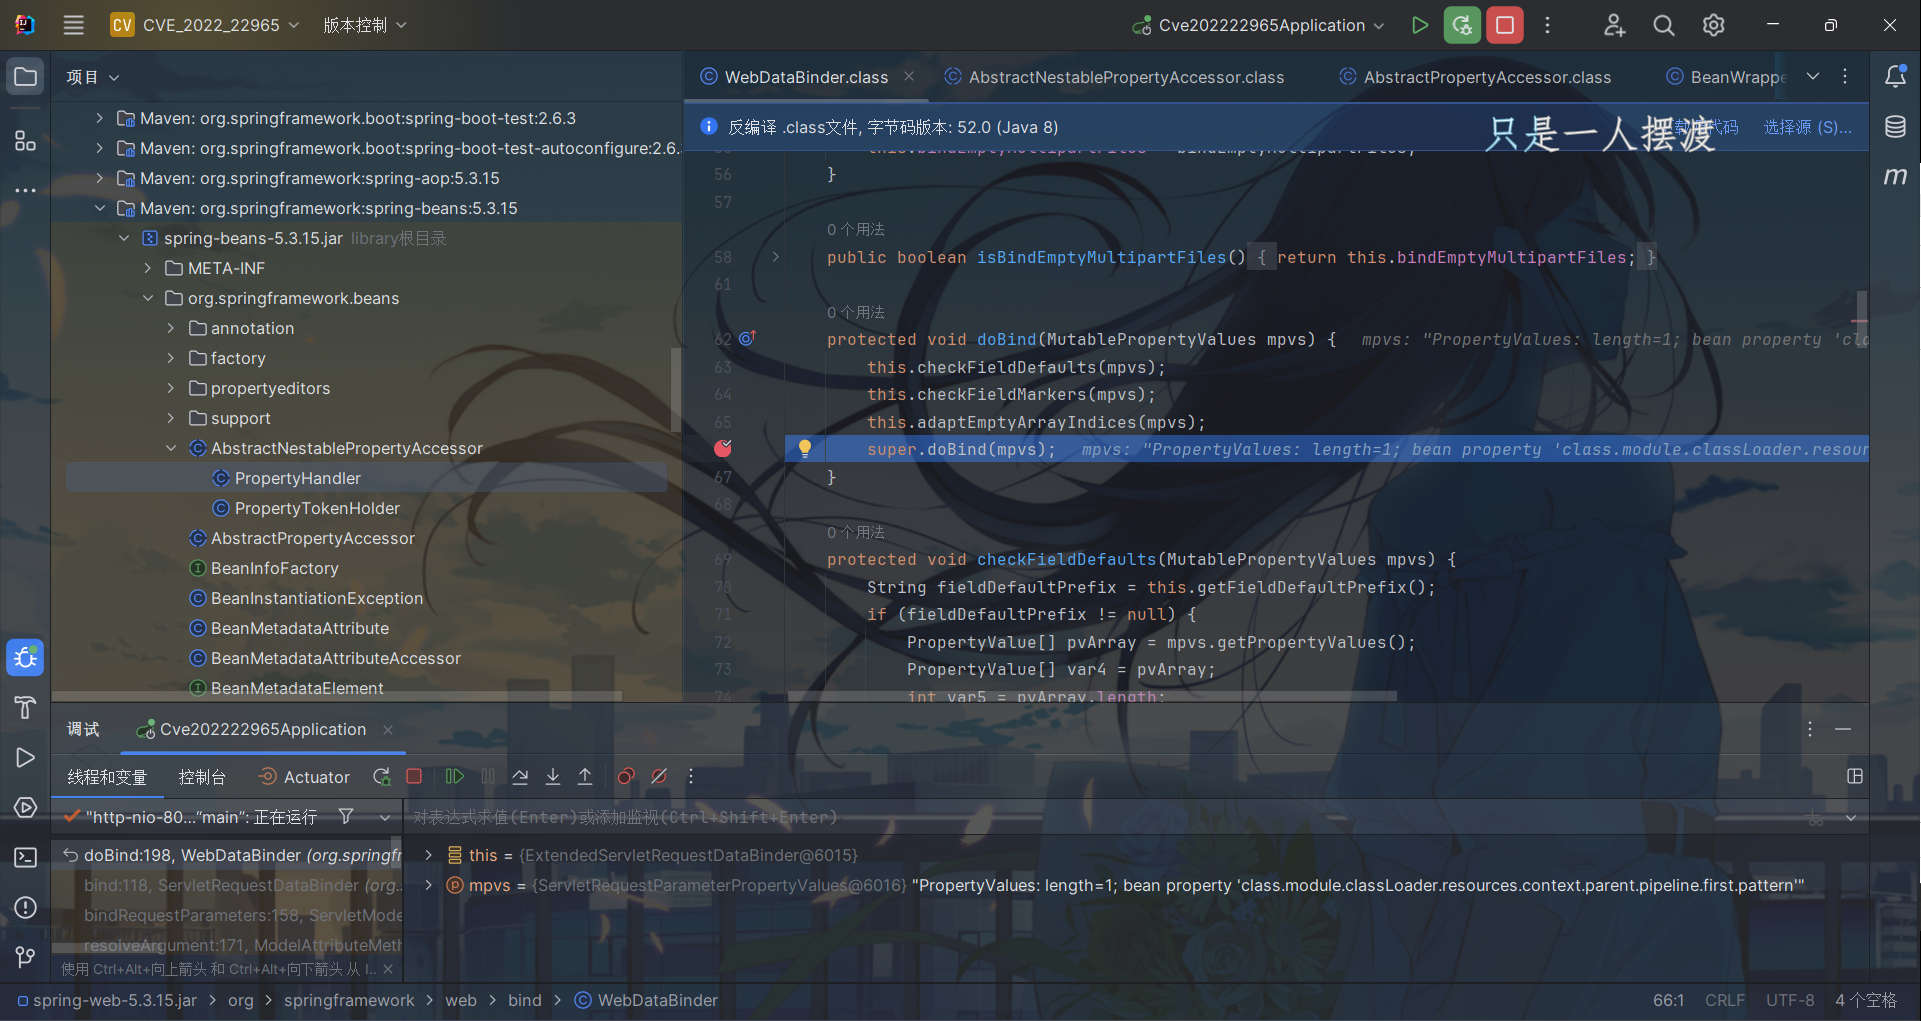 CV CVE_2022_22965 版本控制 Cve202222965Application
项目
Maven: org.springframework.boot:spring-boot-test:2.6.3
Maven: org.springframework.boot:spring-boot-test-autoconfigure:2.6.
Maven: org.springframework:spring-aop:5.3.15
Maven: org.springframework:spring-beans:5.3.15
spring-beans-5.3.15.jar library根目录
META-INF
org.springframework.beans
annotation
factory
propertyeditors
support
AbstractNestablePropertyAccessor
PropertyHandler
PropertyTokenHolder
AbstractPropertyAccessor
BeanInfoFactory
BeanInstantiationException
BeanMetadataAttribute
BeanMetadataAttributeAccessor
BeanMetadataElement
WebDataBinder.class AbstractNestablePropertyAccessor.class AbstractPropertyAccessor.class BeanWrappe
反编译 .class文件, 字节码版本: 52.0 (Java 8) 代码 选择源 (S)...
只是一人摆渡
this.bindEmptyMultipartFiles = bindEmptyMultipartFiles;
56 }
57
0 个用法
58 public boolean isBindEmptyMultipartFiles() { return this.bindEmptyMultipartFiles; }
61
0 个用法
62 protected void doBind(MutablePropertyValues mpvs) { mpvs: "PropertyValues: length=1; bean property 'cla
63 this.checkFieldDefaults(mpvs);
64 this.checkFieldMarkers(mpvs);
65 this.adaptEmptyArrayIndices(mpvs);
super.doBind(mpvs); mpvs: "PropertyValues: length=1; bean property 'class.module.classLoader.resour
67 }
68
0 个用法
69 protected void checkFieldDefaults(MutablePropertyValues mpvs) {
70 String fieldDefaultPrefix = this.getFieldDefaultPrefix();
71 if (fieldDefaultPrefix != null) {
72 PropertyValue[] pvArray = mpvs.getPropertyValues();
73 PropertyValue[] var4 = pvArray;
74 int var5 = pvArray.length;
调试 Cve202222965Application
线程和变量 控制台 Actuator
"http-nio-80..."main": 正在运行
对表达式求值(Enter)或添加监视(Ctrl+Shift+Enter)
doBind:198, WebDataBinder (org.springfr
bind:118, ServletRequestDataBinder (org.
bindRequestParameters:158, ServletMode
resolveArgument:171, ModelAttributeMeth
使用 Ctrl+Alt+向上箭头 和 Ctrl+Alt+向下箭头 从 I..
this = {ExtendedServletRequestDataBinder@6015}
mpvs = {ServletRequestParameterPropertyValues@6016} "PropertyValues: length=1; bean property 'class.module.classLoader.resources.context.parent.pipeline.first.pattern'"
spring-web-5.3.15.jar > org > springframework > web > bind > WebDataBinder
66:1 CRLF UTF-8 4 个空格